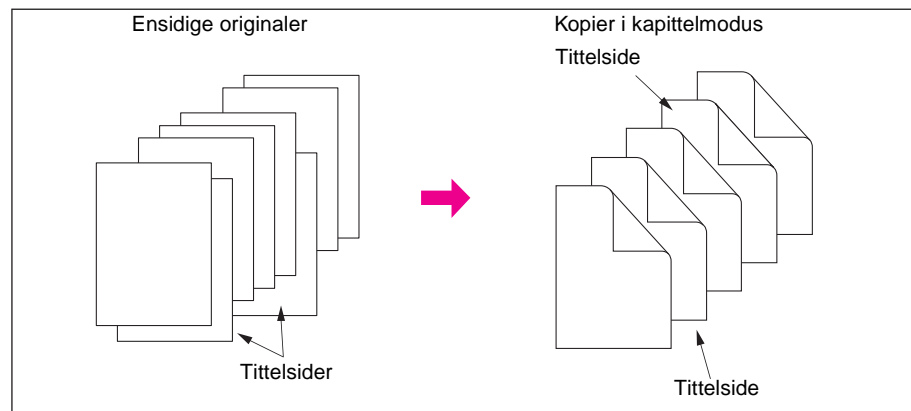 Ensidige originaler
Kopier i kapittelmodus
Tittelside
Tittelsider
Tittelside